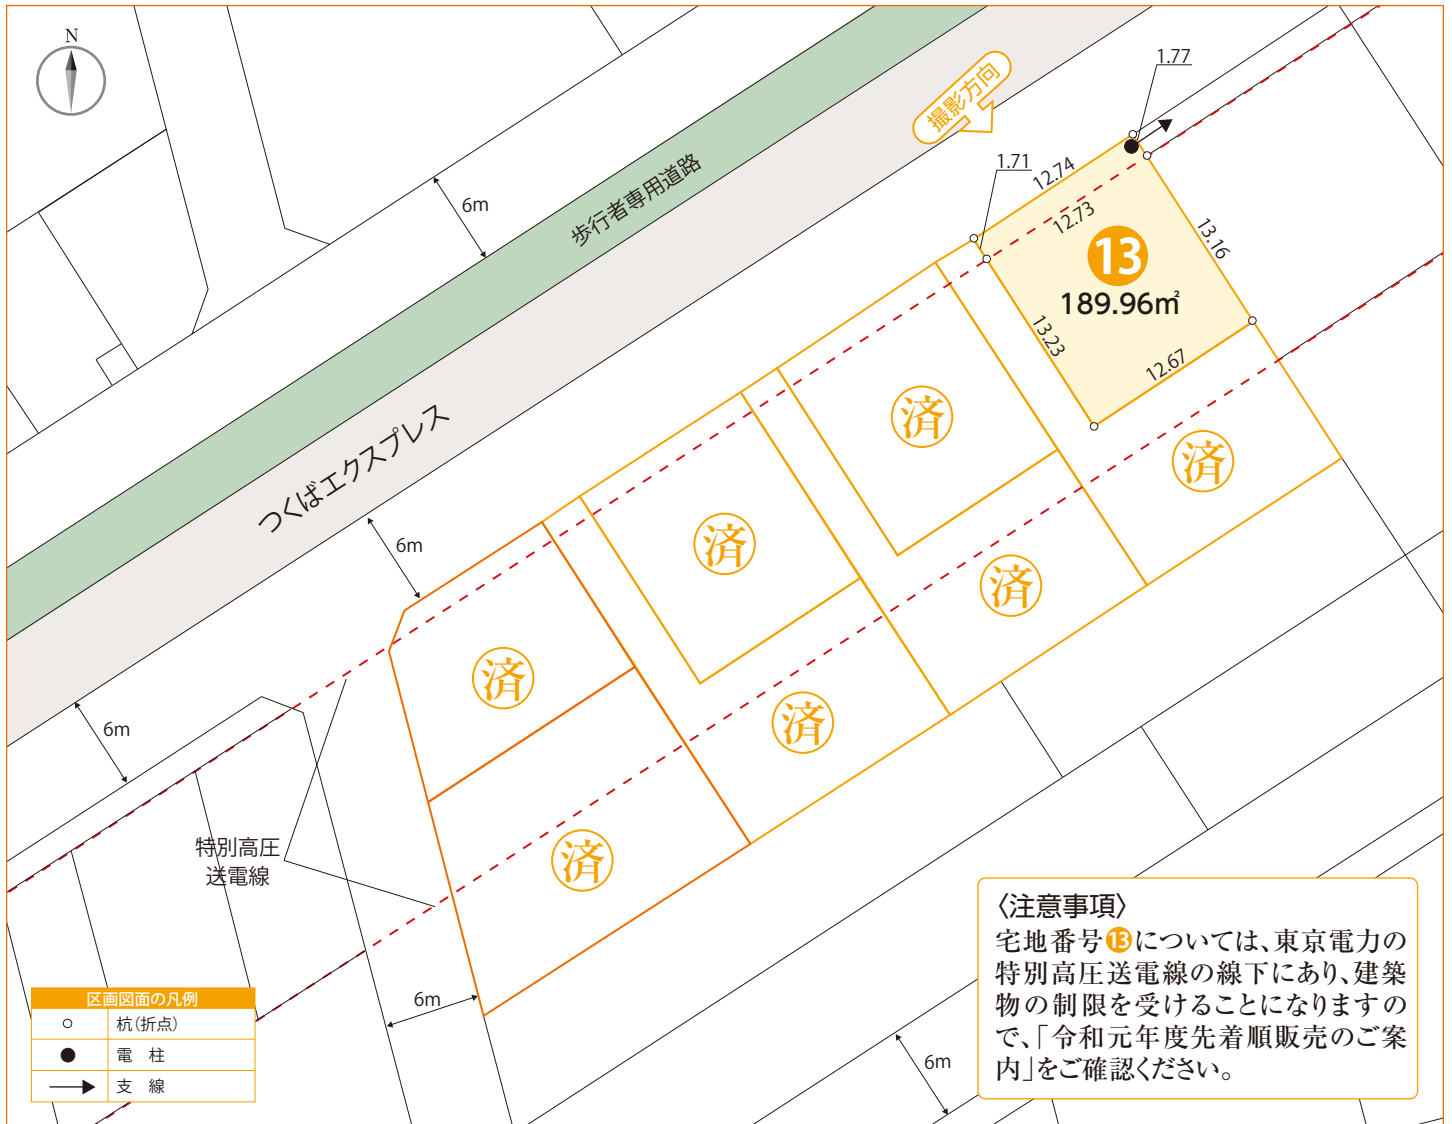 N
撮影方向
1.77
1.71
12.74
12.73
13.16
13
189.96㎡
13.23
12.67
6m
歩行者専用道路
つくばエクスプレス
6m
6m
済
済
済
済
済
済
済
特別高圧
送電線
6m
6m
区画図面の凡例
杭(折点)
電 柱
支 線
〈注意事項〉
宅地番号13については、東京電力の
特別高圧送電線の線下にあり、建築
物の制限を受けることになりますの
で、「令和元年度先着順販売のご案
内」をご確認ください。